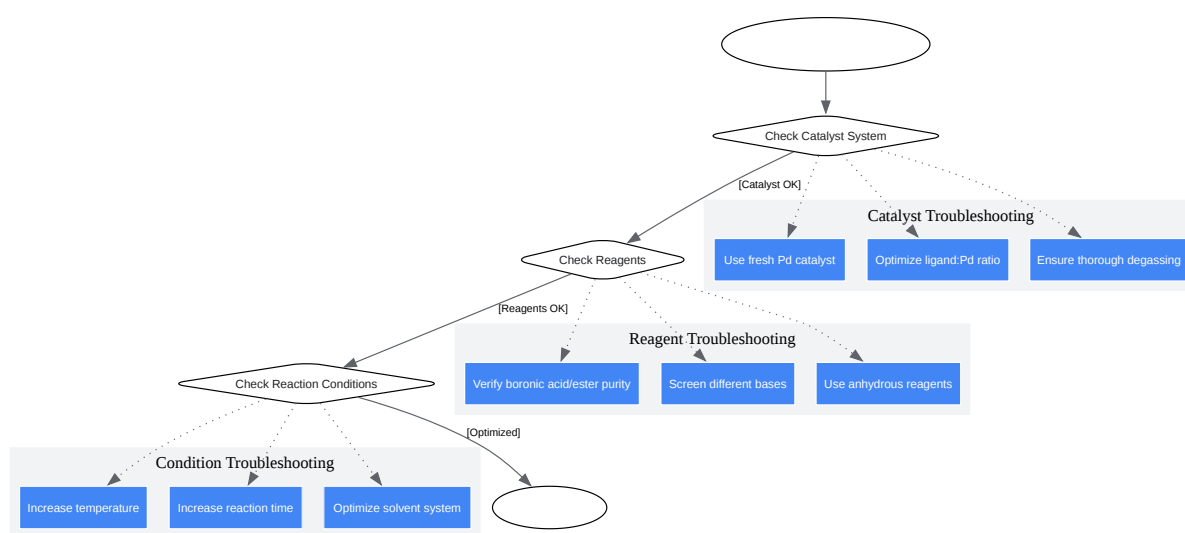 Check Catalyst System
[Catalyst OK]
Catalyst Troubleshooting
Use fresh Pd catalyst
Optimize ligand:Pd ratio
Ensure thorough degassing
Check Reagents
[Reagents OK]
Reagent Troubleshooting
Verify boronic acid/ester purity
Screen different bases
Use anhydrous reagents
Check Reaction Conditions
[Optimized]
Condition Troubleshooting
Increase temperature
Increase reaction time
Optimize solvent system